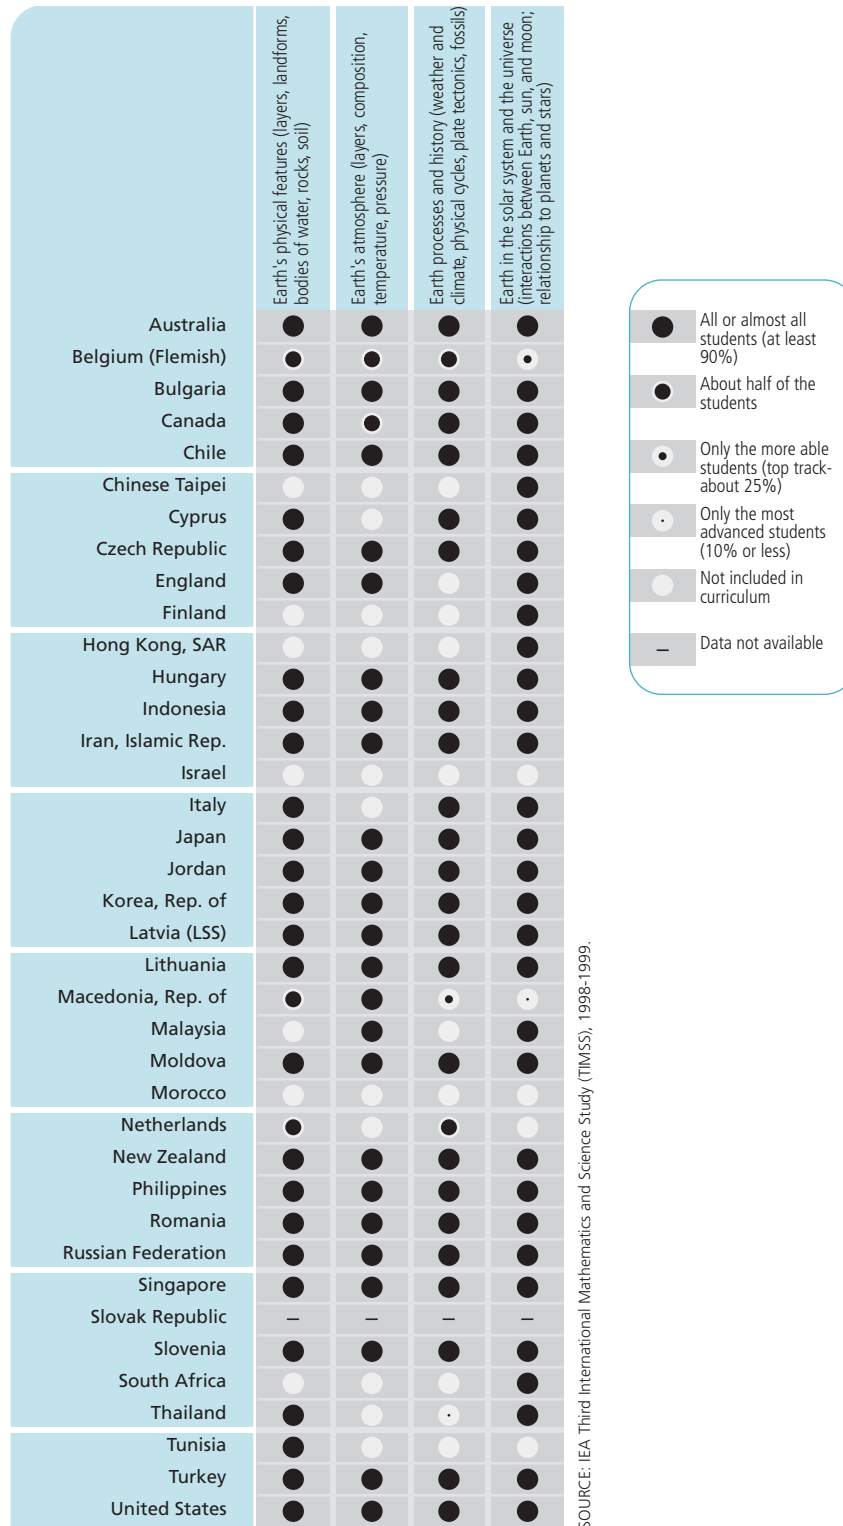 Earth's physical features (layers, landforms,
bodies of water, rocks, soil)
Earth's atmosphere (layers, composition,
temperature, pressure)
Earth processes and history (weather and
climate, physical cycles, plate tectonics, fossils)
Earth in the solar system and the universe
(interactions between Earth, sun, and moon;
relationship to planets and stars)
Australia
Belgium (Flemish)
Bulgaria
Canada
Chile
Chinese Taipei
Cyprus
Czech Republic
England
Finland
Hong Kong, SAR
Hungary
Indonesia
Iran, Islamic Rep.
Israel
Italy
Japan
Jordan
Korea, Rep. of
Latvia (LSS)
Lithuania
Macedonia, Rep. of
Malaysia
Moldova
Morocco
Netherlands
New Zealand
Philippines
Romania
Russian Federation
Singapore
Slovak Republic – – – –
Slovenia
South Africa
Thailand
Tunisia
Turkey
United States
All or almost all
students (at least
90%)
About half of the
students
Only the more able
students (top track-
about 25%)
Only the most
advanced students
(10% or less)
Not included in
curriculum
– Data not available
SOURCE: IEA Third International Mathematics and Science Study (TIMSS), 1998-1999.